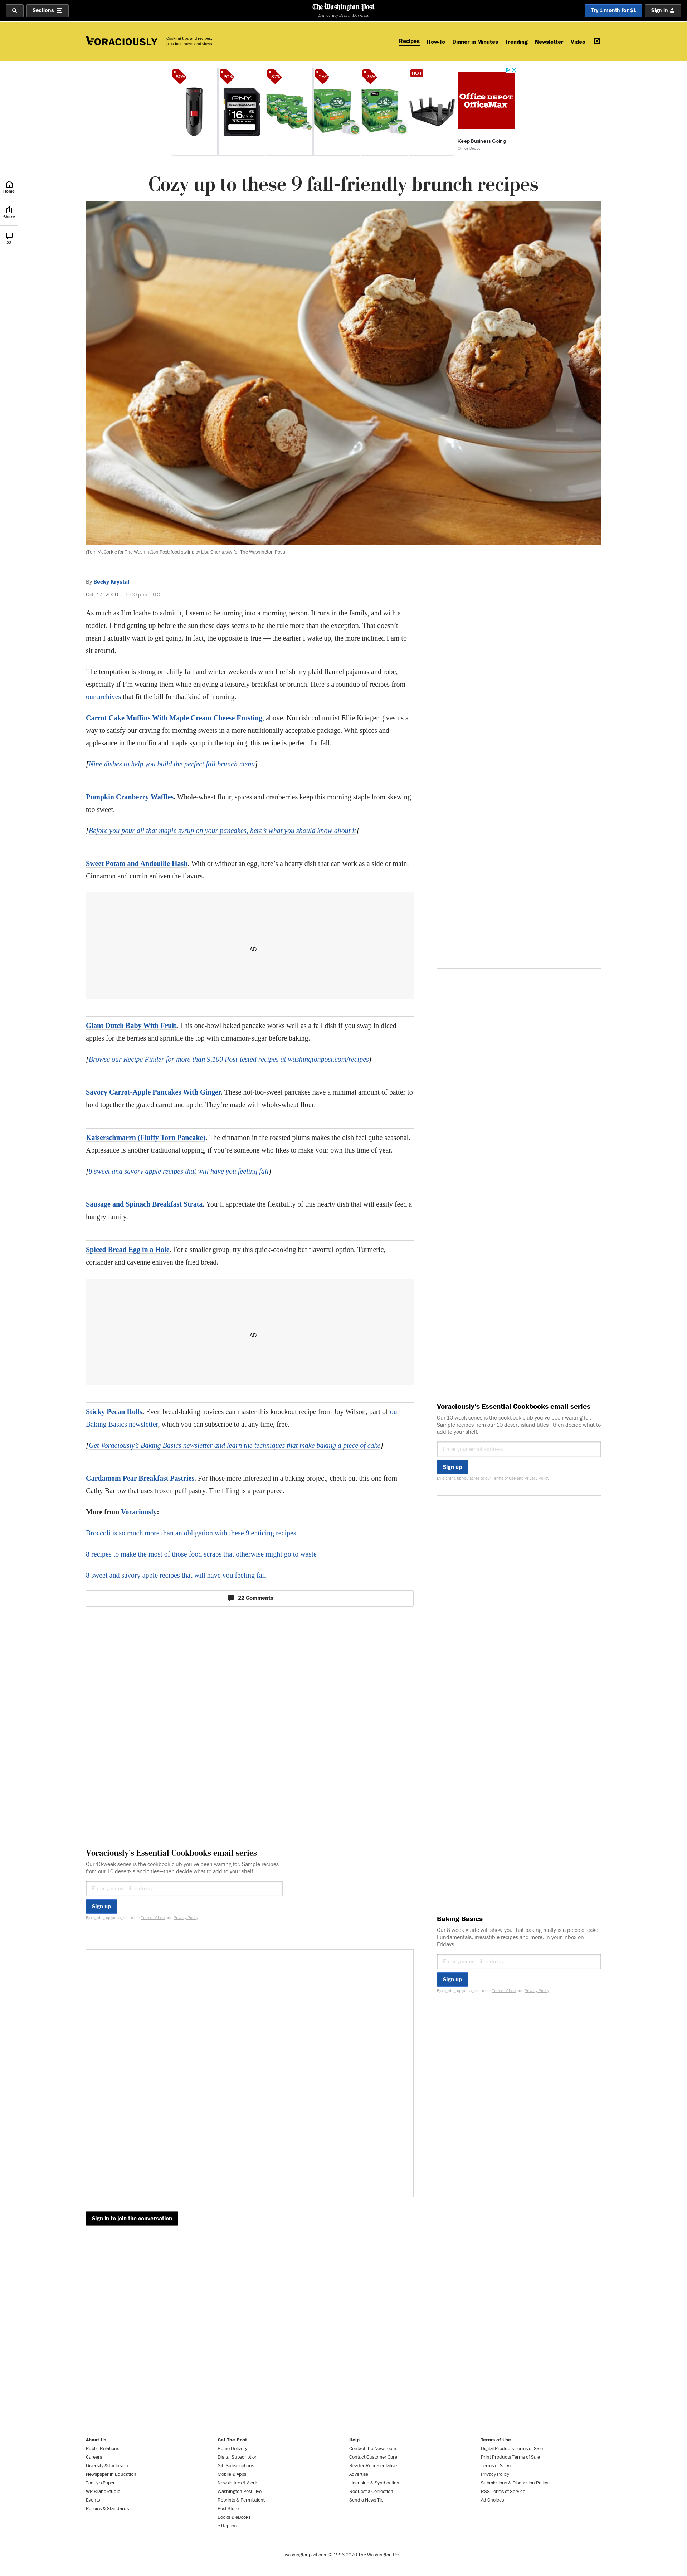 Sections
The Washington Post
Democracy Dies in Darkness
Try 1 month for $1
Sign in
VORACIOUSLY
Cooking tips and recipes,
plus food news and views.
Recipes
How-To
Dinner in Minutes
Trending
Newsletter
Video
-80%
-80%
-37%
-26%
-26%
HOT
PNY
16 GB
Office DEPOT
OfficeMax
Keep Business Going
Office Depot
Home
Share
22
Cozy up to these 9 fall-friendly brunch recipes
(Tom McCorkle for The Washington Post; food styling by Lisa Cherkasky for The Washington Post)
By Becky Krystal
Oct. 17, 2020 at 2:00 p.m. UTC
As much as I’m loathe to admit it, I seem to be turning into a morning person. It runs in the family, and with a
toddler, I find getting up before the sun these days seems to be the rule more than the exception. That doesn’t
mean I actually want to get going. In fact, the opposite is true — the earlier I wake up, the more inclined I am to
sit around.
The temptation is strong on chilly fall and winter weekends when I relish my plaid flannel pajamas and robe,
especially if I’m wearing them while enjoying a leisurely breakfast or brunch. Here’s a roundup of recipes from
our archives that fit the bill for that kind of morning.
Carrot Cake Muffins With Maple Cream Cheese Frosting, above. Nourish columnist Ellie Krieger gives us a
way to satisfy our craving for morning sweets in a more nutritionally acceptable package. With spices and
applesauce in the muffin and maple syrup in the topping, this recipe is perfect for fall.
[Nine dishes to help you build the perfect fall brunch menu]
Pumpkin Cranberry Waffles. Whole-wheat flour, spices and cranberries keep this morning staple from skewing
too sweet.
[Before you pour all that maple syrup on your pancakes, here’s what you should know about it]
Sweet Potato and Andouille Hash. With or without an egg, here’s a hearty dish that can work as a side or main.
Cinnamon and cumin enliven the flavors.
AD
Giant Dutch Baby With Fruit. This one-bowl baked pancake works well as a fall dish if you swap in diced
apples for the berries and sprinkle the top with cinnamon-sugar before baking.
[Browse our Recipe Finder for more than 9,100 Post-tested recipes at washingtonpost.com/recipes]
Savory Carrot-Apple Pancakes With Ginger. These not-too-sweet pancakes have a minimal amount of batter to
hold together the grated carrot and apple. They’re made with whole-wheat flour.
Kaiserschmarrn (Fluffy Torn Pancake). The cinnamon in the roasted plums makes the dish feel quite seasonal.
Applesauce is another traditional topping, if you’re someone who likes to make your own this time of year.
[8 sweet and savory apple recipes that will have you feeling fall]
Sausage and Spinach Breakfast Strata. You’ll appreciate the flexibility of this hearty dish that will easily feed a
hungry family.
Spiced Bread Egg in a Hole. For a smaller group, try this quick-cooking but flavorful option. Turmeric,
coriander and cayenne enliven the fried bread.
AD
Sticky Pecan Rolls. Even bread-baking novices can master this knockout recipe from Joy Wilson, part of our
Baking Basics newsletter, which you can subscribe to at any time, free.
[Get Voraciously’s Baking Basics newsletter and learn the techniques that make baking a piece of cake]
Cardamom Pear Breakfast Pastries. For those more interested in a baking project, check out this one from
Cathy Barrow that uses frozen puff pastry. The filling is a pear puree.
More from Voraciously:
Broccoli is so much more than an obligation with these 9 enticing recipes
8 recipes to make the most of those food scraps that otherwise might go to waste
8 sweet and savory apple recipes that will have you feeling fall
22 Comments
Voraciously's Essential Cookbooks email series
Our 10-week series is the cookbook club you've been waiting for. Sample recipes
from our 10 desert-island titles—then decide what to add to your shelf.
Enter your email address
Sign up
By signing up you agree to our Terms of Use and Privacy Policy
Sign in to join the conversation
Voraciously's Essential Cookbooks email series
Our 10-week series is the cookbook club you've been waiting for.
Sample recipes from our 10 desert-island titles—then decide what to
add to your shelf.
Enter your email address
Sign up
By signing up you agree to our Terms of Use and Privacy Policy
Baking Basics
Our 8-week guide will show you that baking really is a piece of cake.
Fundamentals, irresistible recipes and more, in your inbox on
Fridays.
Enter your email address
Sign up
By signing up you agree to our Terms of Use and Privacy Policy
About Us
Public Relations
Careers
Diversity & Inclusion
Newspaper in Education
Today's Paper
WP BrandStudio
Events
Policies & Standards
Get The Post
Home Delivery
Digital Subscription
Gift Subscriptions
Mobile & Apps
Newsletters & Alerts
Washington Post Live
Reprints & Permissions
Post Store
Books & eBooks
e-Replica
Help
Contact the Newsroom
Contact Customer Care
Reader Representative
Advertise
Licensing & Syndication
Request a Correction
Send a News Tip
Terms of Use
Digital Products Terms of Sale
Print Products Terms of Sale
Terms of Service
Privacy Policy
Submissions & Discussion Policy
RSS Terms of Service
Ad Choices
washingtonpost.com © 1996-2020 The Washington Post